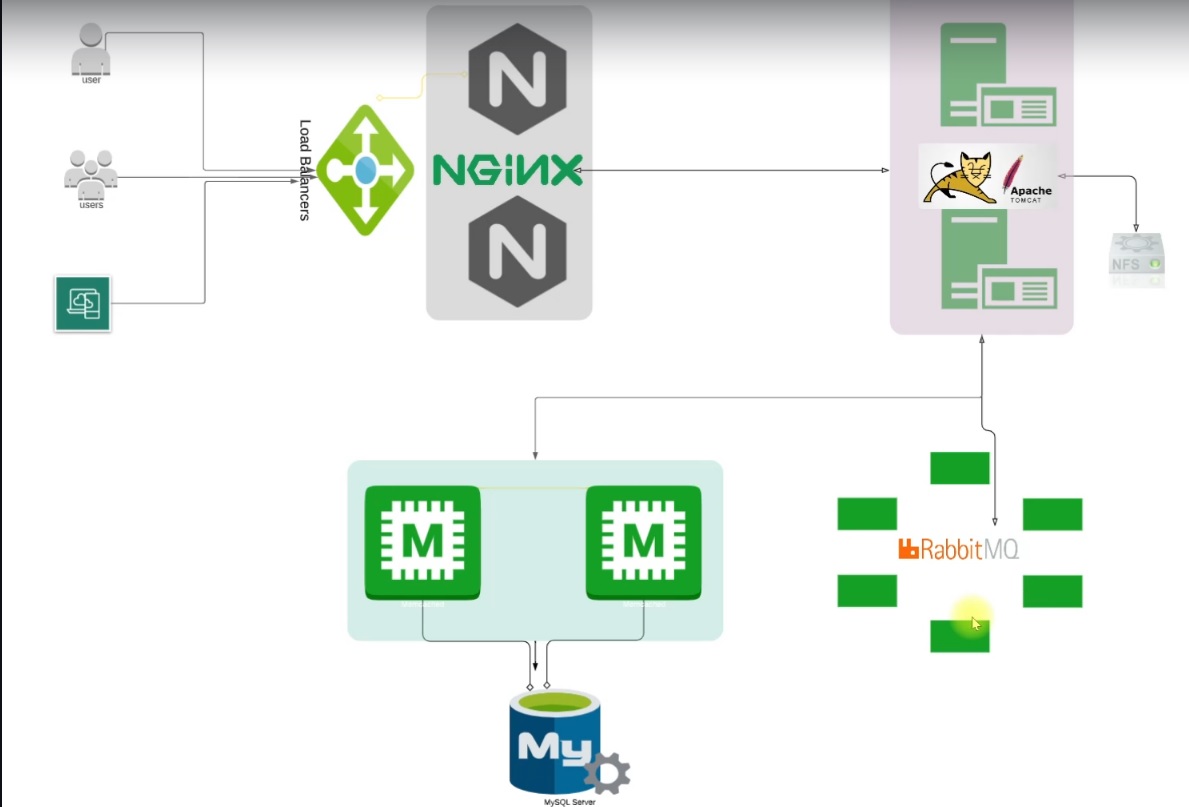 user
users
Load Balancers
N
NGINX
N
Apache
TOMCAT
NFS
M
M
Memcached
Memcached
RabbitMQ
My
MySQL Server